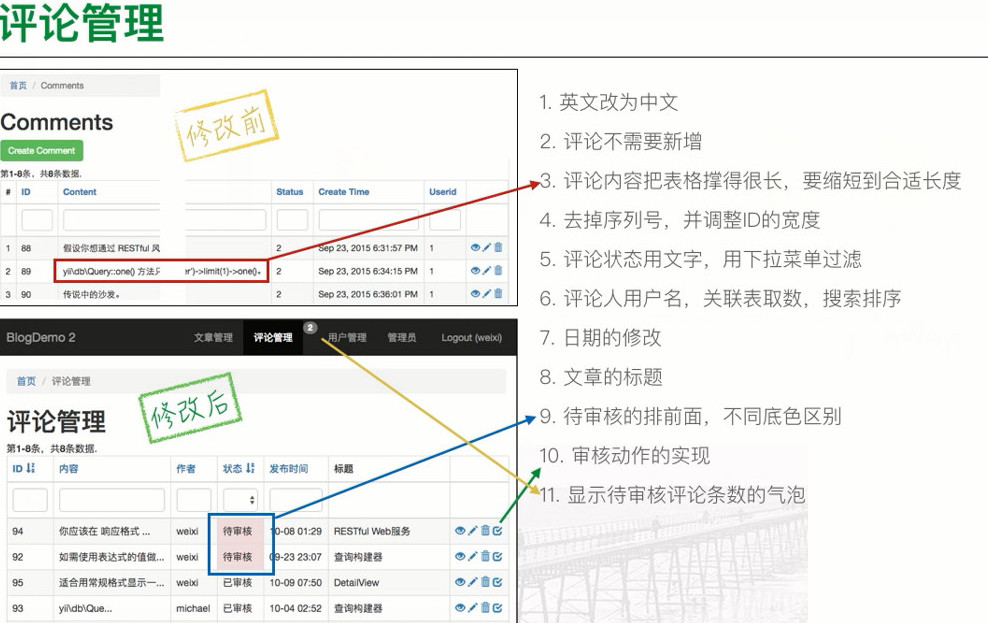 评论管理
首页 / Comments
Comments
修改前
Create Comment
第1-8条，共8条数据.
# ID Content Status Create Time Userid
1 88 假设你想通过 RESTful 风 2 Sep 23, 2015 6:31:57 PM 1
2 89 yii\db\Query::one() 方法只 er')->limit(1)->one()。 2 Sep 23, 2015 6:34:15 PM 1
3 90 传说中的沙发。 2 Sep 23, 2015 6:36:01 PM 1
BlogDemo 2 文章管理 评论管理 2 用户管理 管理员 Logout (weixi)
首页 / 评论管理
修改后
评论管理
第1-8条，共8条数据.
ID 内容 作者 状态 发布时间 标题
94 你应该在 响应格式 ... weixi 待审核 10-08 01:29 RESTful Web服务
92 如需使用表达式的值做... weixi 待审核 09-23 23:07 查询构建器
95 适合用常规格式显示一... weixi 已审核 10-09 07:50 DetailView
93 yii\db\Que... michael 已审核 10-04 02:52 查询构建器
1. 英文改为中文
2. 评论不需要新增
3. 评论内容把表格撑得很长，要缩短到合适长度
4. 去掉序列号，并调整ID的宽度
5. 评论状态用文字，用下拉菜单过滤
6. 评论人用户名，关联表取数，搜索排序
7. 日期的修改
8. 文章的标题
9. 待审核的排前面，不同底色区别
10. 审核动作的实现
11. 显示待审核评论条数的气泡